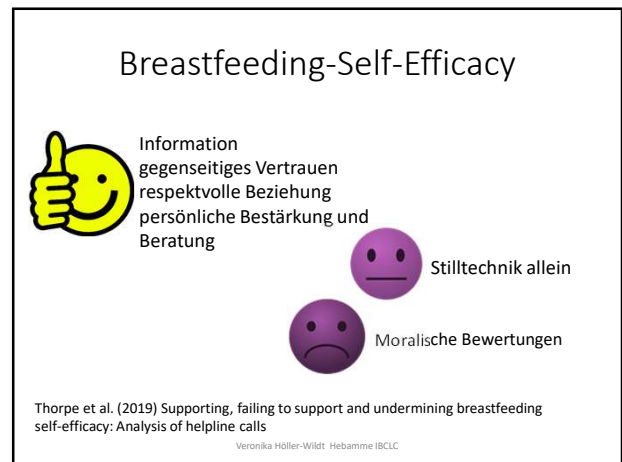 Breastfeeding-Self-Efficacy
Information
gegenseitiges Vertrauen
respektvolle Beziehung
persönliche Bestärkung und
Beratung
Stilltechnik allein
Moralische Bewertungen
Thorpe et al. (2019) Supporting, failing to support and undermining breastfeeding
self-efficacy: Analysis of helpline calls
Veronika Höller-Wildt Hebamme IBCLC